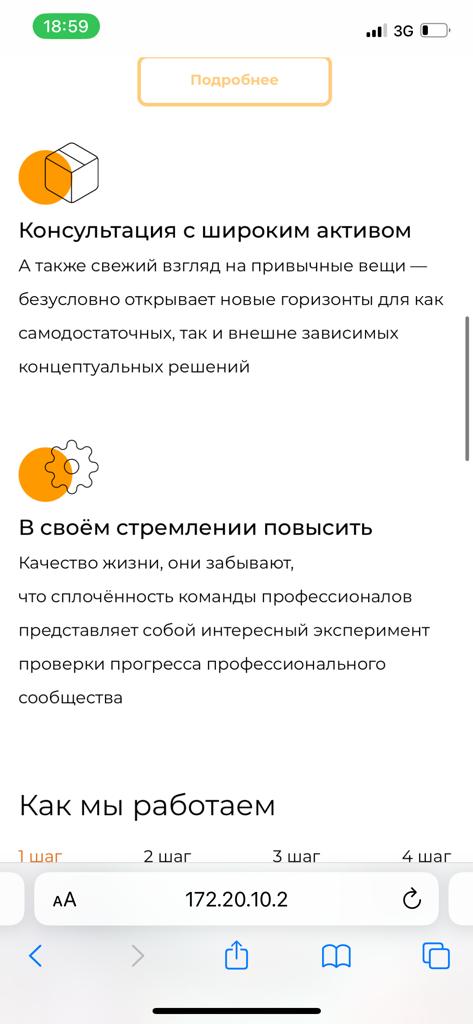 18:59
3G
Подробнее
Консультация с широким активом
А также свежий взгляд на привычные вещи —
безусловно открывает новые горизонты для как
самодостаточных, так и внешне зависимых
концептуальных решений
В своём стремлении повысить
Качество жизни, они забывают,
что сплочённость команды профессионалов
представляет собой интересный эксперимент
проверки прогресса профессионального
сообщества
Как мы работаем
1 шаг 2 шаг 3 шаг 4 шаг
AA 172.20.10.2